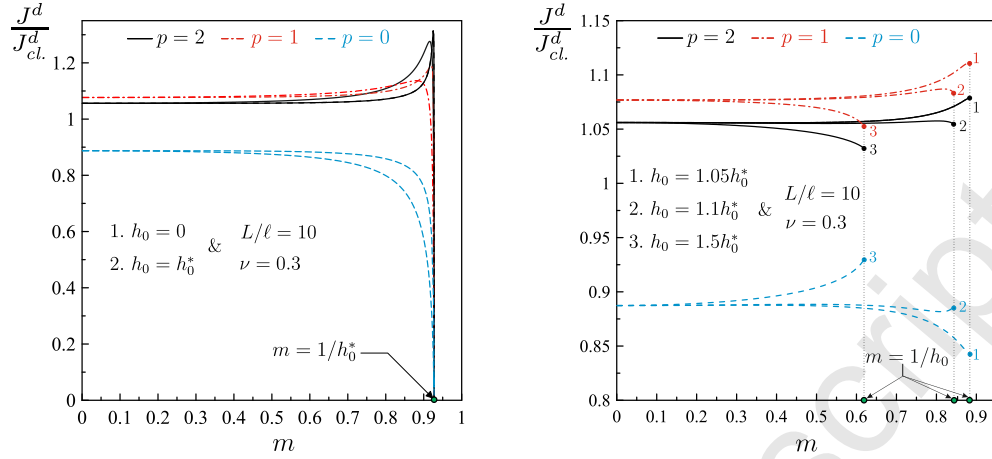 J^d / J^d_{cl.}
p = 2 p = 1 p = 0
1.2
1
0.8
0.6
0.4
0.2
0
1. h_0 = 0
2. h_0 = h_0^*
&
L/ℓ = 10
ν = 0.3
m = 1/h_0^*
0 0.1 0.2 0.3 0.4 0.5 0.6 0.7 0.8 0.9 1
m
J^d / J^d_{cl.}
p = 2 p = 1 p = 0
1.15
1.1
1.05
1
0.95
0.9
0.85
0.8
1
2
1
2
3
3
1. h_0 = 1.05h_0^*
2. h_0 = 1.1h_0^*
3. h_0 = 1.5h_0^*
&
L/ℓ = 10
ν = 0.3
3
2
1
m = 1/h_0
0 0.1 0.2 0.3 0.4 0.5 0.6 0.7 0.8 0.9
m
script